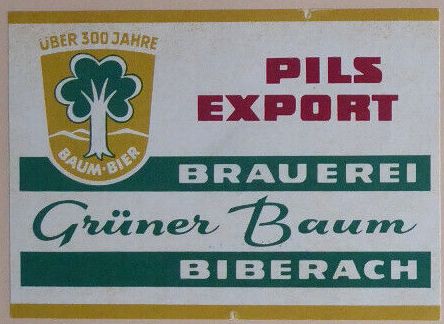 ÜBER 300 JAHRE
BAUM-BIER
PILS
EXPORT
BRAUEREI
Grüner Baum
BIBERACH